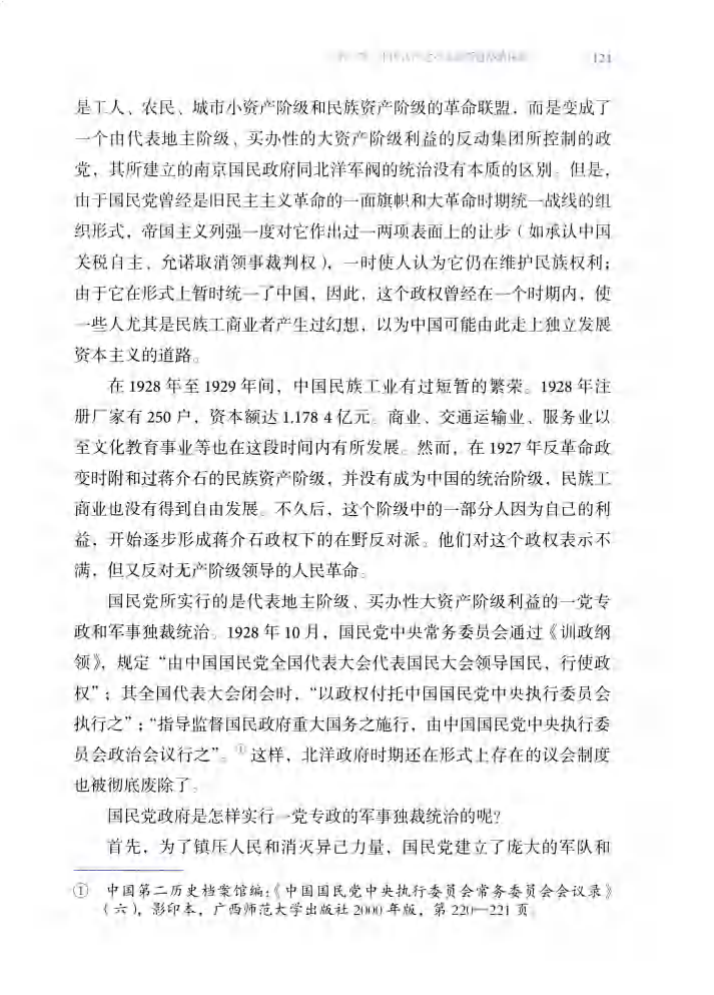 121
是工人、农民、城市小资产阶级和民族资产阶级的革命联盟，而是变成了
一个由代表地主阶级、买办性的大资产阶级利益的反动集团所控制的政
党，其所建立的南京国民政府同北洋军阀的统治没有本质的区别。但是，
由于国民党曾经是旧民主主义革命的一面旗帜和大革命时期统一战线的组
织形式，帝国主义列强一度对它作出过一两项表面上的让步（如承认中国
关税自主、允诺取消领事裁判权），一时使人认为它仍在维护民族权利；
由于它在形式上暂时统一了中国，因此，这个政权曾经在一个时期内，使
一些人尤其是民族工商业者产生过幻想，以为中国可能由此走上独立发展
资本主义的道路。
在 1928 年至 1929 年间，中国民族工业有过短暂的繁荣。1928 年注
册厂家有 250 户，资本额达 1.178 4 亿元。商业、交通运输业、服务业以
至文化教育事业等也在这段时间内有所发展。然而，在 1927 年反革命政
变时附和过蒋介石的民族资产阶级，并没有成为中国的统治阶级，民族工
商业也没有得到自由发展。不久后，这个阶级中的一部分人因为自己的利
益，开始逐步形成蒋介石政权下的在野反对派。他们对这个政权表示不
满，但又反对无产阶级领导的人民革命。
国民党所实行的是代表地主阶级、买办性大资产阶级利益的一党专
政和军事独裁统治。1928 年 10 月，国民党中央常务委员会通过《训政纲
领》，规定“由中国国民党全国代表大会代表国民大会领导国民，行使政
权”；其全国代表大会闭会时，“以政权付托中国国民党中央执行委员会
执行之”；“指导监督国民政府重大国务之施行，由中国国民党中央执行委
员会政治会议行之”。①这样，北洋政府时期还在形式上存在的议会制度
也被彻底废除了。
国民党政府是怎样实行一党专政的军事独裁统治的呢？
首先，为了镇压人民和消灭异己力量，国民党建立了庞大的军队和
① 中国第二历史档案馆编：《中国国民党中央执行委员会常务委员会会议录》
（六），影印本，广西师范大学出版社 2000 年版，第 220—221 页。